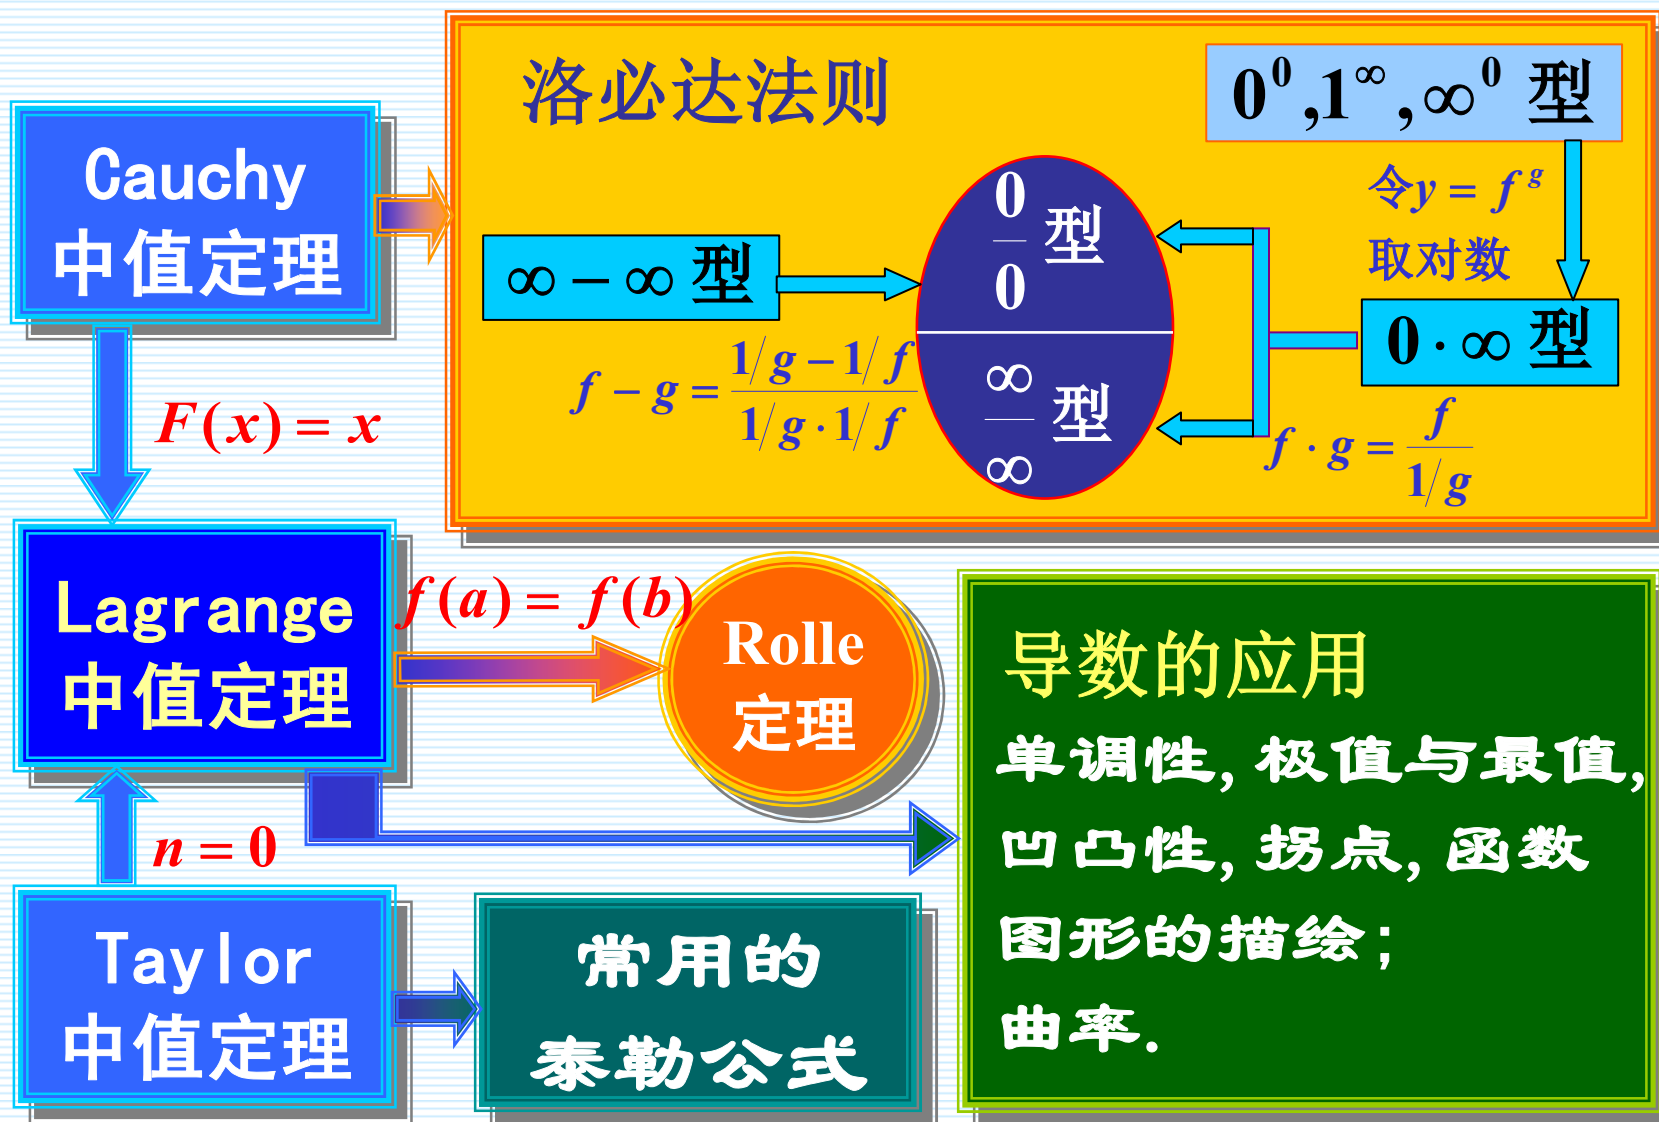 洛必达法则
0^0, 1^∞, ∞^0 型
Cauchy
中值定理
令y = f^g
取对数
∞ − ∞ 型
0/0 型
∞/∞ 型
0 · ∞ 型
f − g = (1/g − 1/f)/(1/g · 1/f)
f · g = f/(1/g)
F(x) = x
Lagrange
中值定理
f(a) = f(b)
Rolle
定理
n = 0
Taylor
中值定理
常用的
泰勒公式
导数的应用
单调性, 极值与最值,
凹凸性, 拐点, 函数
图形的描绘;
曲率.